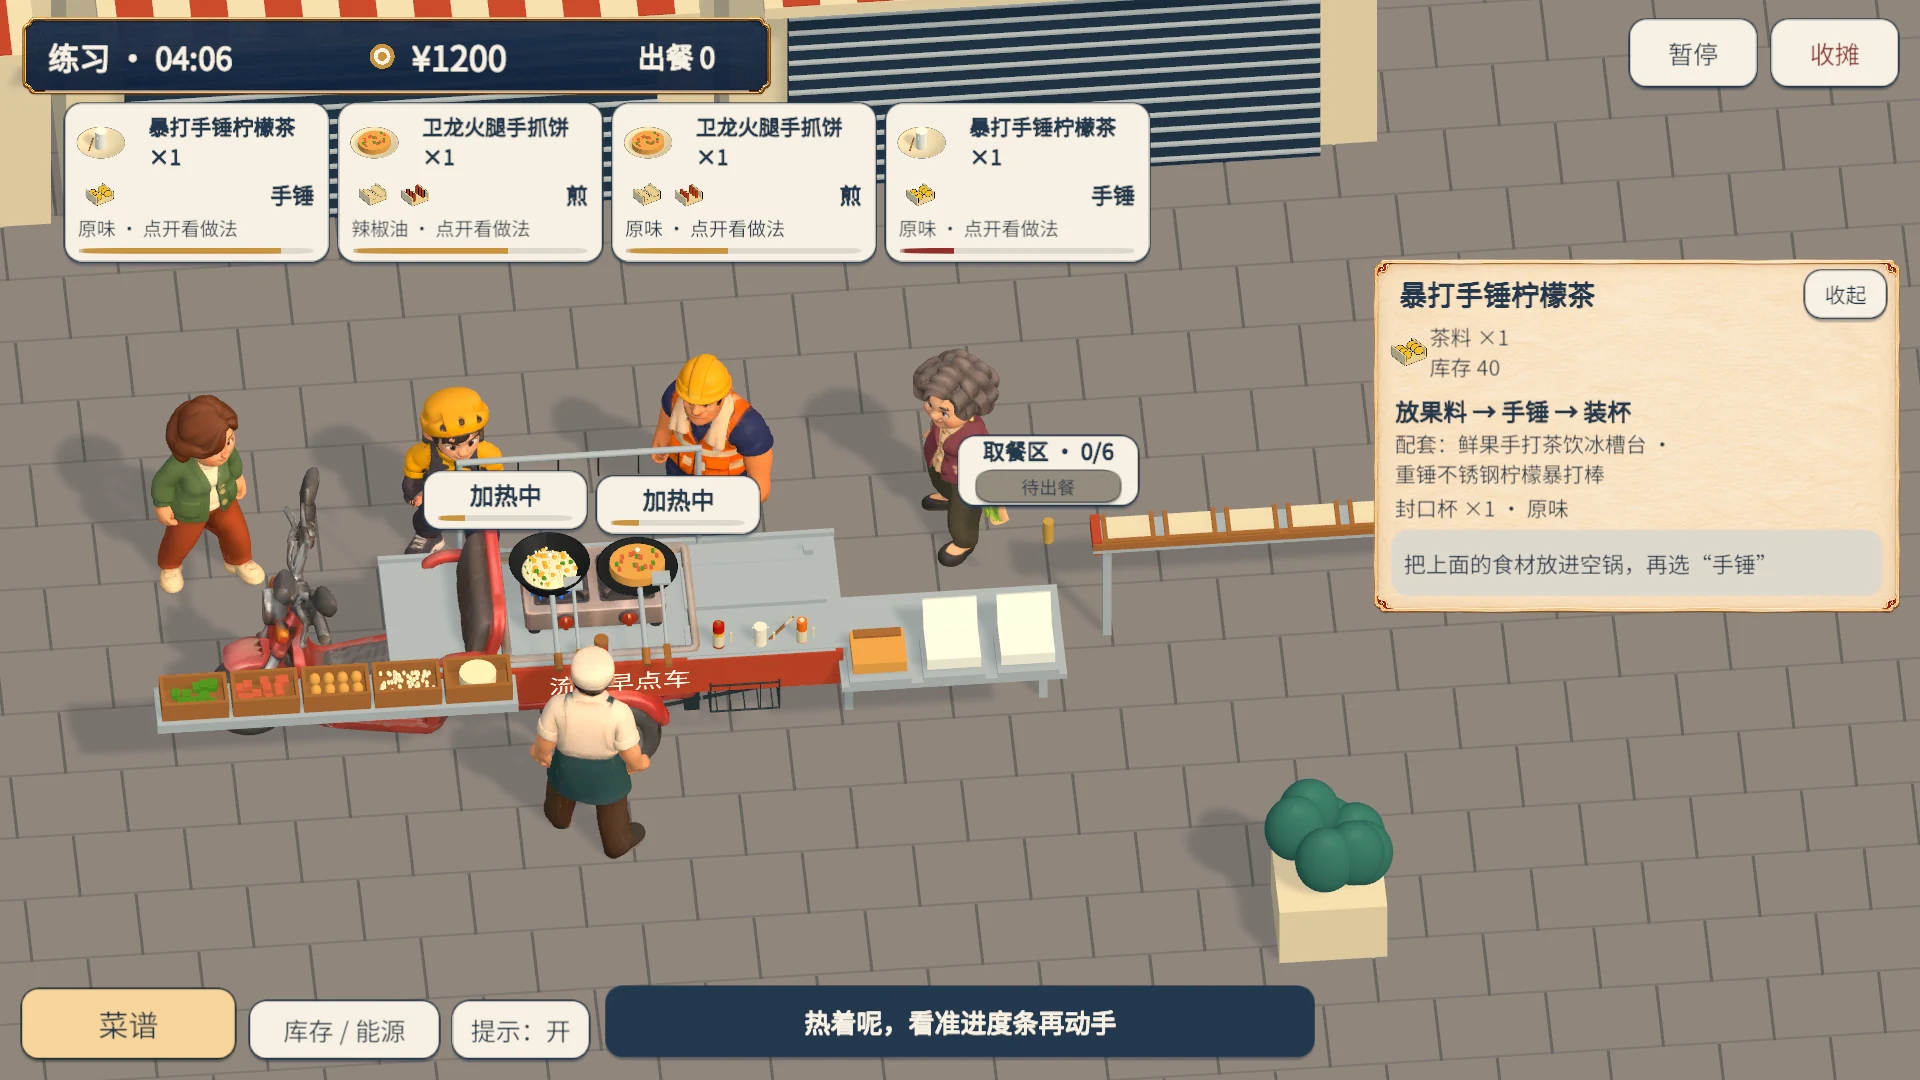 练习 · 04:06
¥1200
出餐 0
暂停
收摊
暴打手锤柠檬茶
×1
手锤
原味 · 点开看做法
卫龙火腿手抓饼
×1
煎
辣椒油 · 点开看做法
卫龙火腿手抓饼
×1
煎
原味 · 点开看做法
暴打手锤柠檬茶
×1
手锤
原味 · 点开看做法
暴打手锤柠檬茶
收起
茶料 ×1
库存 40
放果料 → 手锤 → 装杯
配套：鲜果手打茶饮冰槽台 ·
重锤不锈钢柠檬暴打棒
封口杯 ×1 · 原味
把上面的食材放进空锅，再选“手锤”
取餐区 · 0/6
待出餐
加热中
加热中
流 早点车
菜谱
库存 / 能源
提示：开
热着呢，看准进度条再动手